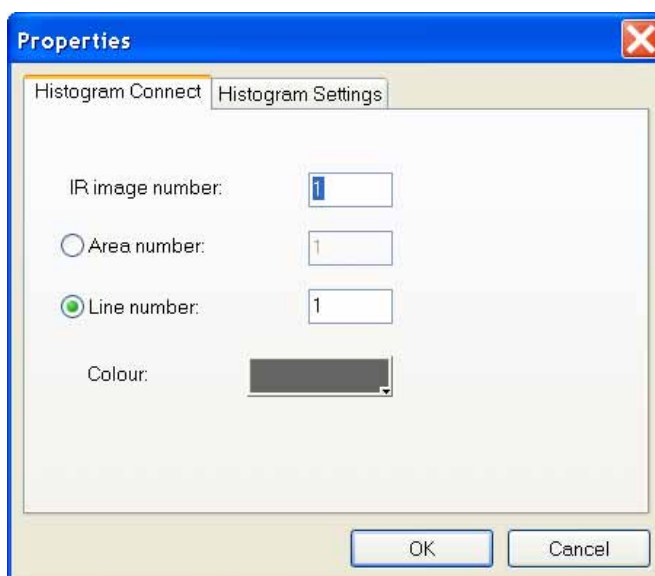 Properties
Histogram Connect Histogram Settings
IR image number: 1
Area number: 1
Line number: 1
Colour:
OK Cancel